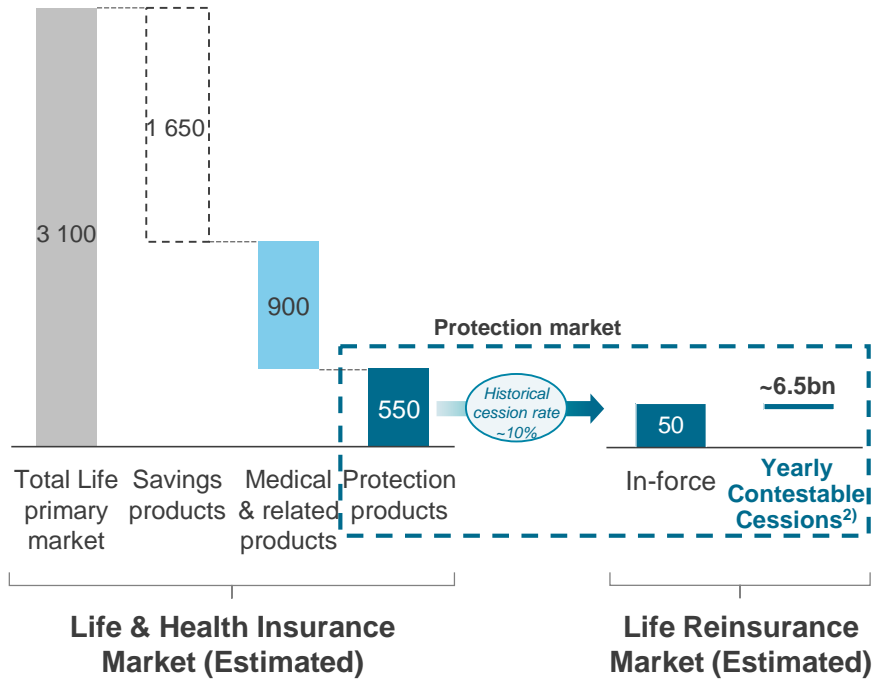 1 650
3 100
900
Protection market
550
Historical
cession rate
~10%
50
~6.5bn
Total Life
primary
market
Savings
products
Medical
& related
products
Protection
products
In-force
Yearly
Contestable
Cessions2)
Life & Health Insurance
Market (Estimated)
Life Reinsurance
Market (Estimated)